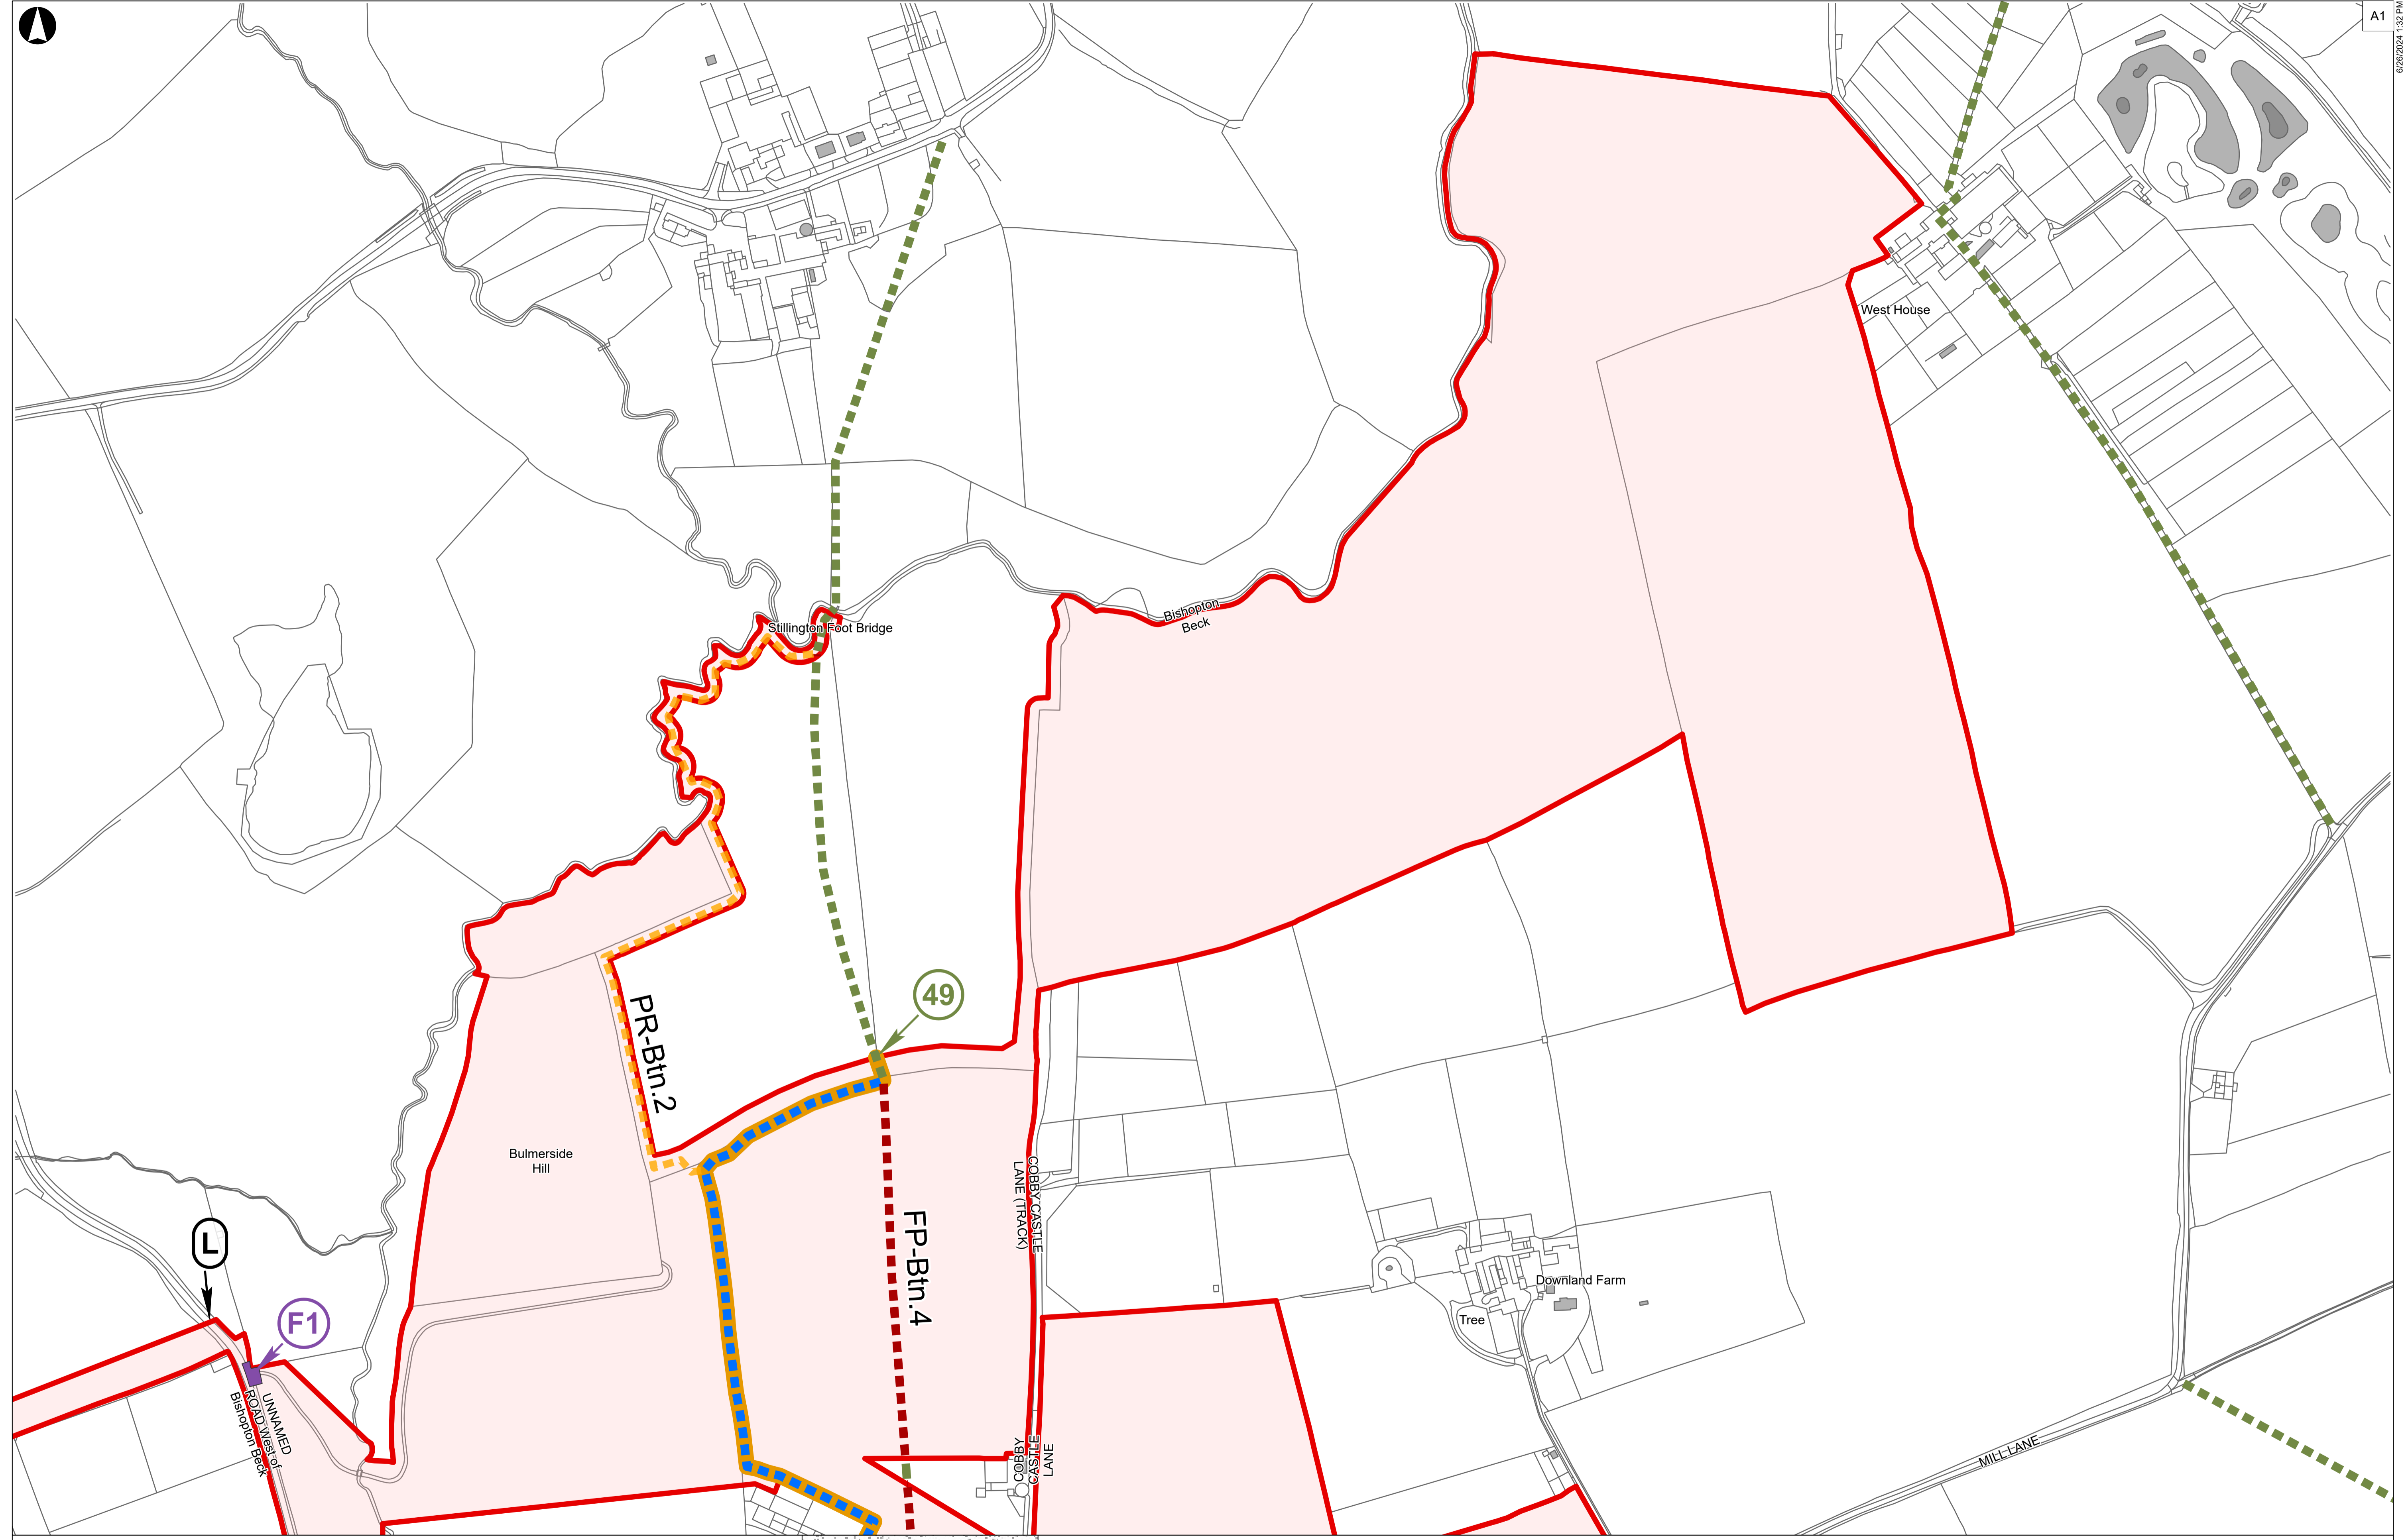 A1
6/26/2024 1:32 PM
West House
Bishopton
Beck
Stillington Foot Bridge
49
PR-Btn.2
Bulmerside
Hill
COBBY CASTLE
LANE (TRACK)
FP-Btn.4
L
F1
Downland Farm
Tree
UNNAMED
ROAD West of
Bishopton Beck
COBBY
CASTLE
LANE
MILL LANE